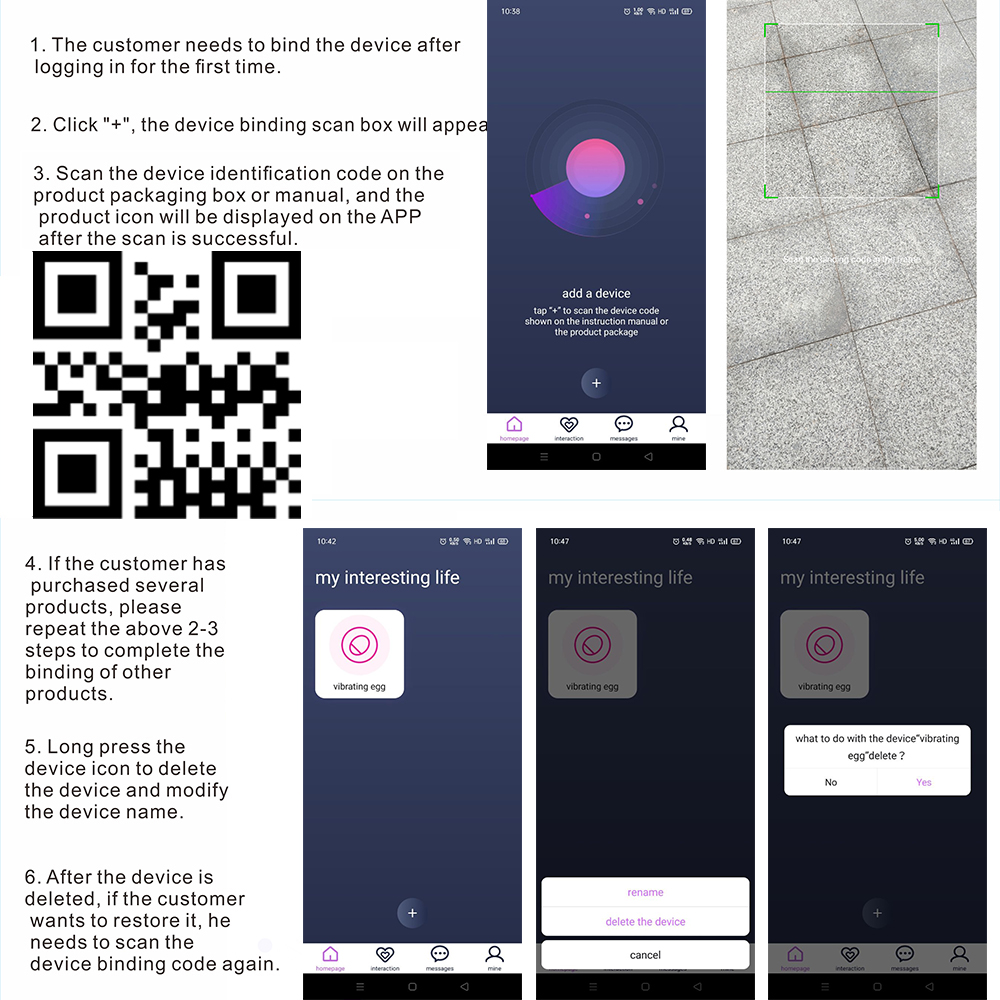 1. The customer needs to bind the device after
logging in for the first time.
2. Click "+", the device binding scan box will appea
3. Scan the device identification code on the
product packaging box or manual, and the
product icon will be displayed on the APP
after the scan is successful.
10:38
HD
add a device
tap "+" to scan the device code
shown on the instruction manual or
the product package
+
homepage
interaction
messages
mine
Scan the binding code in the frame
4. If the customer has
purchased several
products, please
repeat the above 2-3
steps to complete the
binding of other
products.
5. Long press the
device icon to delete
the device and modify
the device name.
6. After the device is
deleted, if the customer
wants to restore it, he
needs to scan the
device binding code again.
10:42
HD
my interesting life
vibrating egg
+
homepage
interaction
messages
mine
10:47
HD
my interesting life
vibrating egg
rename
delete the device
cancel
10:47
HD
my interesting life
vibrating egg
what to do with the device"vibrating
egg"delete ?
No
Yes
+
homepage
interaction
messages
mine